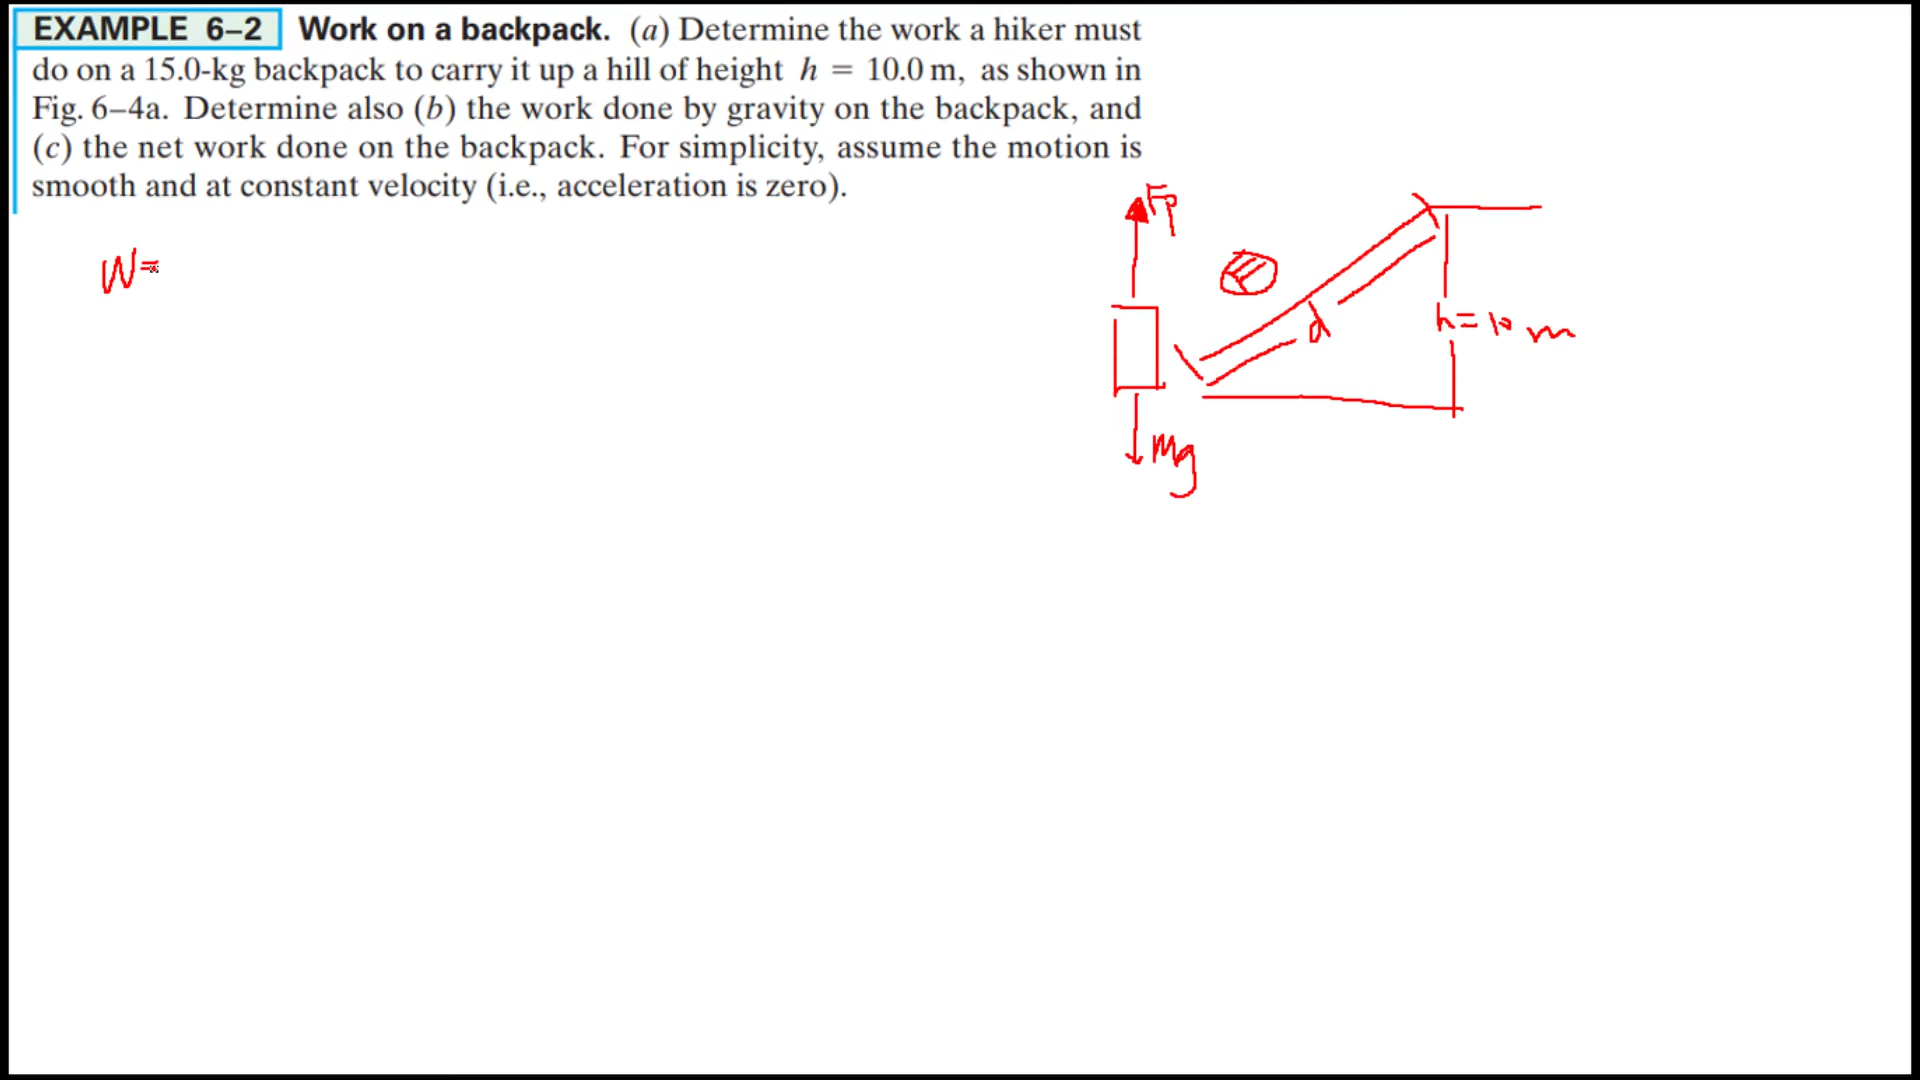 EXAMPLE 6–2 Work on a backpack. (a) Determine the work a hiker must
do on a 15.0-kg backpack to carry it up a hill of height h = 10.0 m, as shown in
Fig. 6–4a. Determine also (b) the work done by gravity on the backpack, and
(c) the net work done on the backpack. For simplicity, assume the motion is
smooth and at constant velocity (i.e., acceleration is zero).
W=
Fp
d
h = 10 m
mg